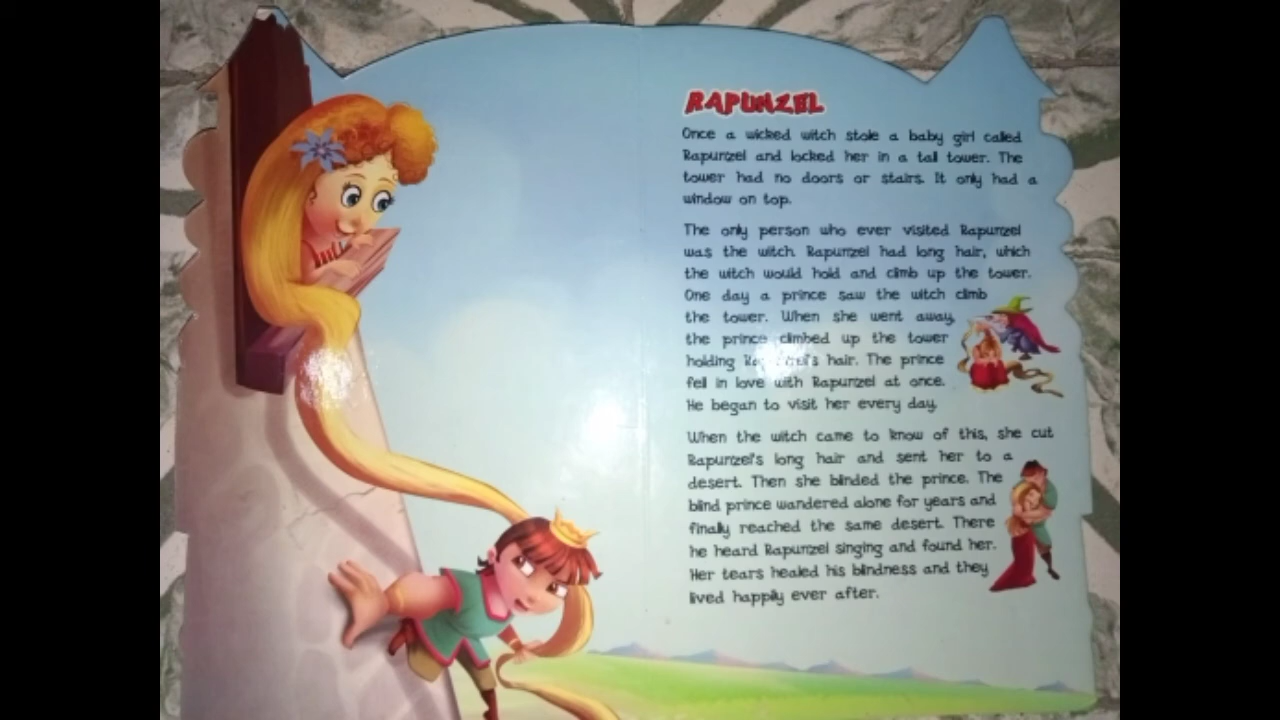 RAPUNZEL
Once a wicked witch stole a baby girl called
Rapunzel and locked her in a tall tower. The
tower had no doors or stairs. It only had a
window on top.
The only person who ever visited Rapunzel
was the witch. Rapunzel had long hair, which
the witch would hold and climb up the tower.
One day a prince saw the witch climb
the tower. When she went away,
the prince climbed up the tower
holding Rapunzel's hair. The prince
fell in love with Rapunzel at once.
He began to visit her every day.
When the witch came to know of this, she cut
Rapunzel's long hair and sent her to a
desert. Then she blinded the prince. The
blind prince wandered alone for years and
finally reached the same desert. There
he heard Rapunzel singing and found her.
Her tears healed his blindness and they
lived happily ever after.